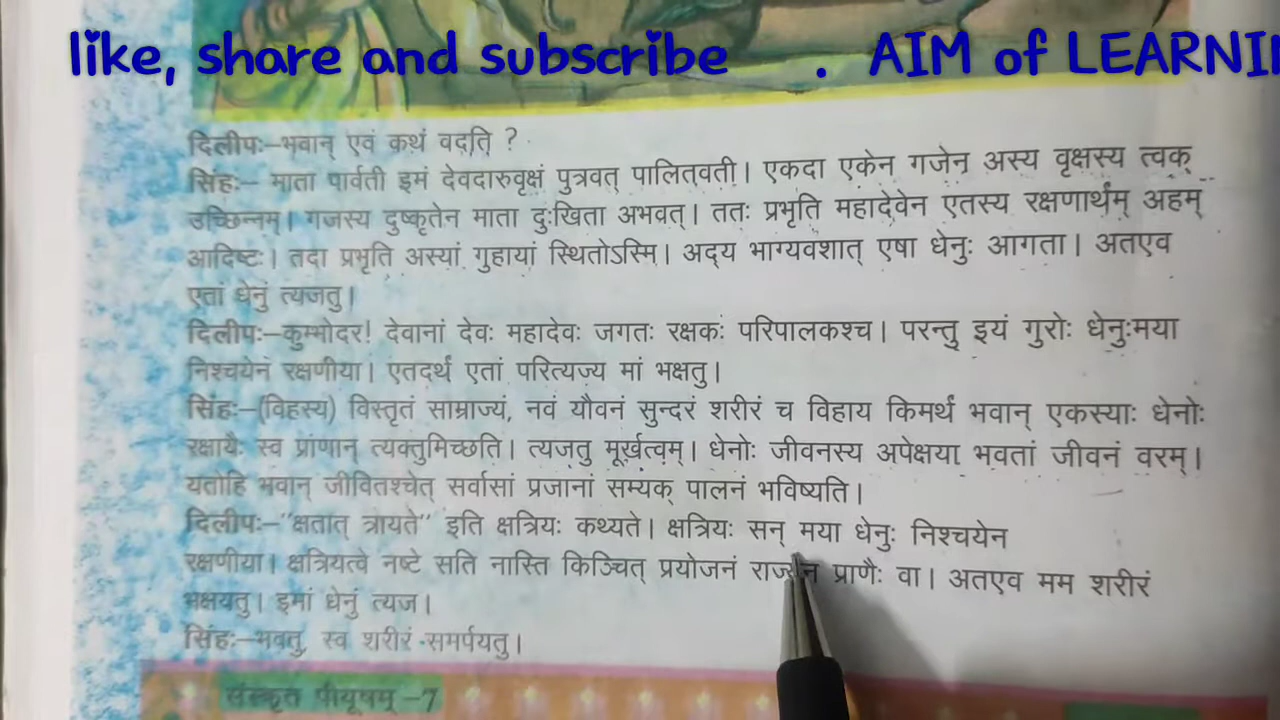 like, share and subscribe . AIM of LEARNI
दिलीपः–भवान् एवं कथं वदति ?
सिंहः– माता पार्वती इमं देवदारुवृक्षं पुत्रवत् पालितवती। एकदा एकेन गजेन अस्य वृक्षस्य त्वक्
उच्छिन्नम्। गजस्य दुष्कृतेन माता दुःखिता अभवत्। ततः प्रभृति महादेवेन एतस्य रक्षणार्थम् अहम्
आदिष्टः। तदा प्रभृति अस्यां गुहायां स्थितोऽस्मि। अद्य भाग्यवशात् एषा धेनुः आगता। अतएव
एतां धेनुं त्यजतु।
दिलीपः–कुम्भोदर! देवानां देवः महादेवः जगतः रक्षकः परिपालकश्च। परन्तु इयं गुरोः धेनुःमया
निश्चयेन रक्षणीया। एतदर्थं एतां परित्यज्य मां भक्षतु।
सिंहः–(विहस्य) विस्तृतं साम्राज्यं, नवं यौवनं सुन्दरं शरीरं च विहाय किमर्थं भवान् एकस्याः धेनोः
रक्षायै स्व प्राणान् त्यक्तुमिच्छति। त्यजतु मूर्खत्वम्। धेनोः जीवनस्य अपेक्षया भवतां जीवनं वरम्।
यतोहि भवान् जीवितश्चेत् सर्वासां प्रजानां सम्यक् पालनं भविष्यति।
दिलीपः–"क्षतात् त्रायते" इति क्षत्रियः कथ्यते। क्षत्रियः सन् मया धेनुः निश्चयेन
रक्षणीया। क्षत्रियत्वे नष्टे सति नास्ति किञ्चित् प्रयोजनं राज्येन प्राणैः वा। अतएव मम शरीरं
भक्षयतु। इमां धेनुं त्यज।
सिंहः–भवतु, स्व शरीरं समर्पयतु।
संस्कृत पीयूषम् –7